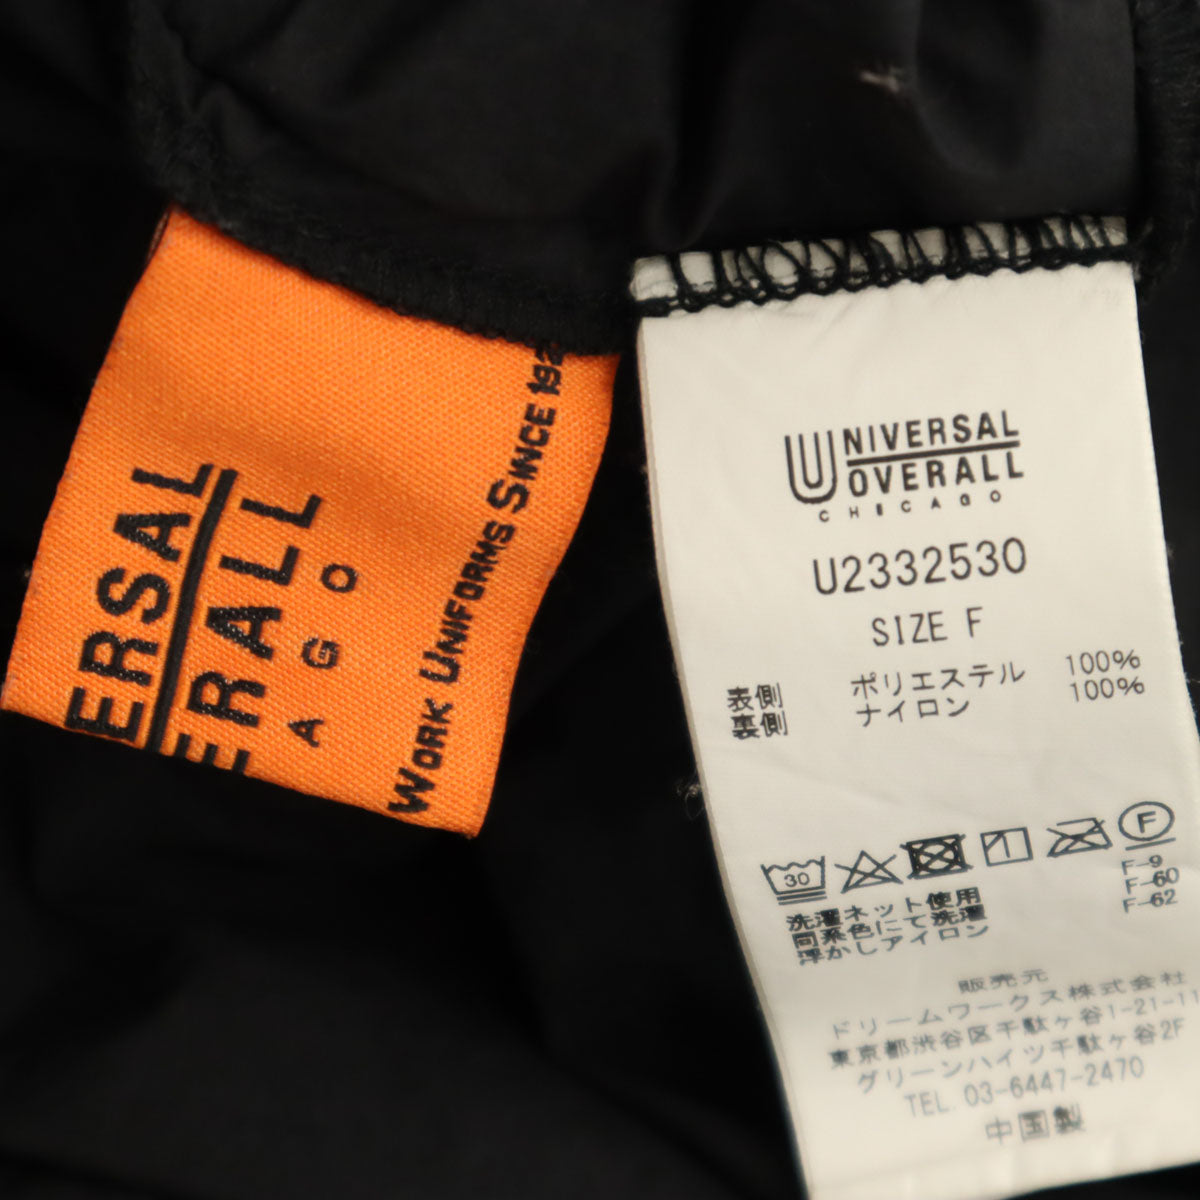 ERSAL
ERALL
AGO
WORK UNIFORMS SINCE 192
UNIVERSAL
OVERALL
CHICAGO
U2332530
SIZE F
表側 ポリエステル 100%
裏側 ナイロン 100%
30
1
F
F-9
F-60
F-62
洗濯ネット使用
同系色にて洗濯
浮かしアイロン
販売元
ドリームワークス株式会社
東京都渋谷区千駄ヶ谷1-21-11
グリーンハイツ千駄ヶ谷2F
TEL. 03-6447-2470
中国製